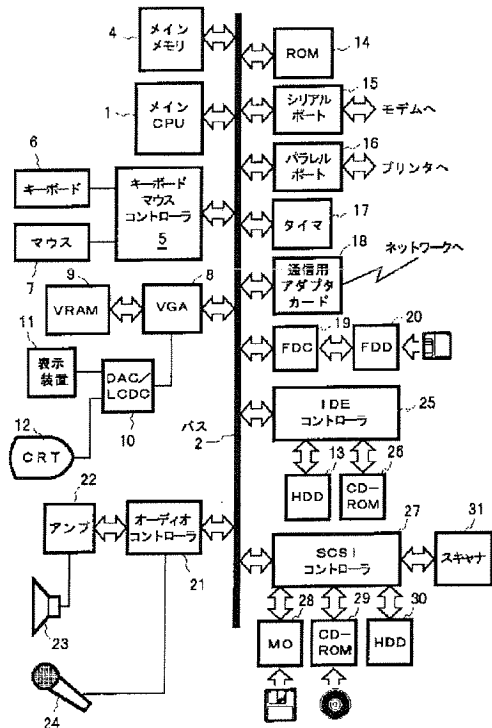 4
メイン
メモリ
1
メイン
CPU
6
キーボード
キーボード
マウス
コントローラ
5
マウス
7
9
VRAM
8
VGA
11
表示
装置
DAC/
LCDC
10
12
CRT
22
アンプ
オーディオ
コントローラ
21
23
24
バス
2
ROM
14
15
シリアル
ポート
モデムへ
16
パラレル
ポート
プリンタへ
タイマ
17
18
通信用
アダプタ
カード
ネットワークへ
19
FDC
20
FDD
IDE
コントローラ
25
13
HDD
26
CD-
ROM
27
SCSI
コントローラ
31
スキャナ
28
MO
29
CD-
ROM
30
HDD